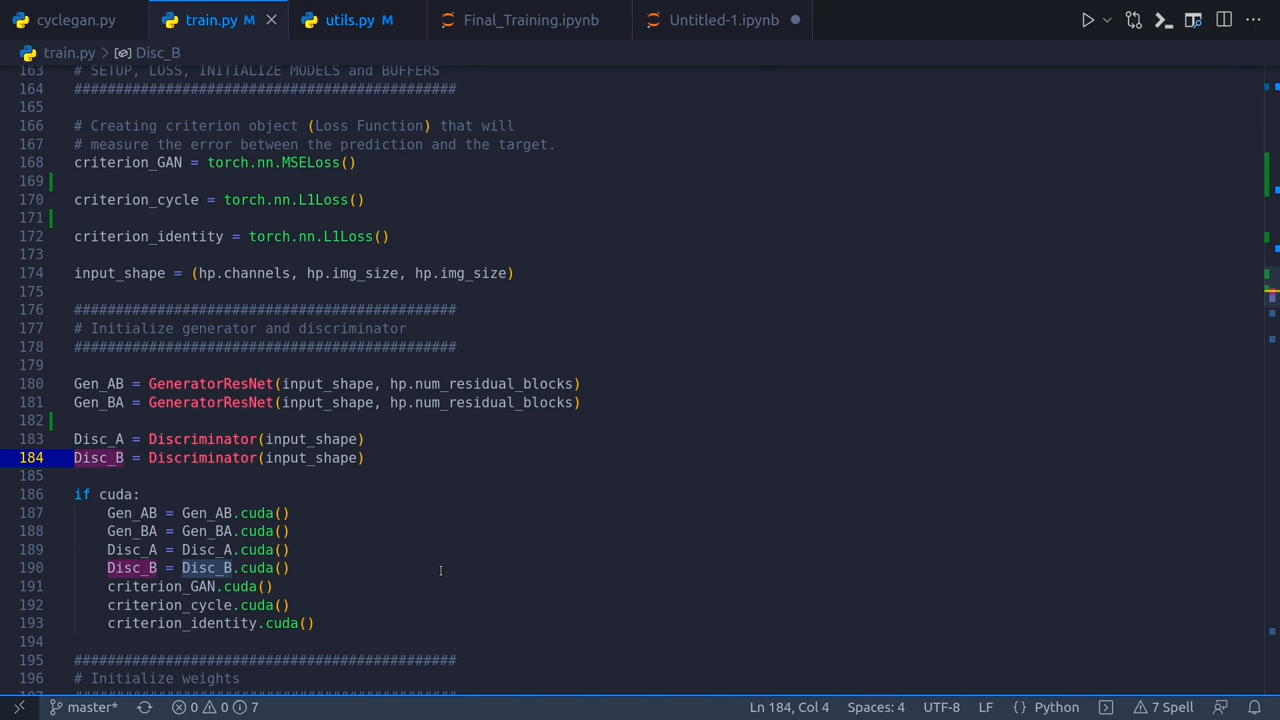 cyclegan.py train.py M utils.py M Final_Training.ipynb Untitled-1.ipynb
train.py > Disc_B
163 # SETUP, LOSS, INITIALIZE MODELS and BUFFERS
164 ##############################################
165
166 # Creating criterion object (Loss Function) that will
167 # measure the error between the prediction and the target.
168 criterion_GAN = torch.nn.MSELoss()
169
170 criterion_cycle = torch.nn.L1Loss()
171
172 criterion_identity = torch.nn.L1Loss()
173
174 input_shape = (hp.channels, hp.img_size, hp.img_size)
175
176 ##############################################
177 # Initialize generator and discriminator
178 ##############################################
179
180 Gen_AB = GeneratorResNet(input_shape, hp.num_residual_blocks)
181 Gen_BA = GeneratorResNet(input_shape, hp.num_residual_blocks)
182
183 Disc_A = Discriminator(input_shape)
184 Disc_B = Discriminator(input_shape)
185
186 if cuda:
187 Gen_AB = Gen_AB.cuda()
188 Gen_BA = Gen_BA.cuda()
189 Disc_A = Disc_A.cuda()
190 Disc_B = Disc_B.cuda()
191 criterion_GAN.cuda()
192 criterion_cycle.cuda()
193 criterion_identity.cuda()
194
195 ##############################################
196 # Initialize weights
197 ##############################################
master* 0 0 7 Ln 184, Col 4 Spaces: 4 UTF-8 LF {} Python 7 Spell